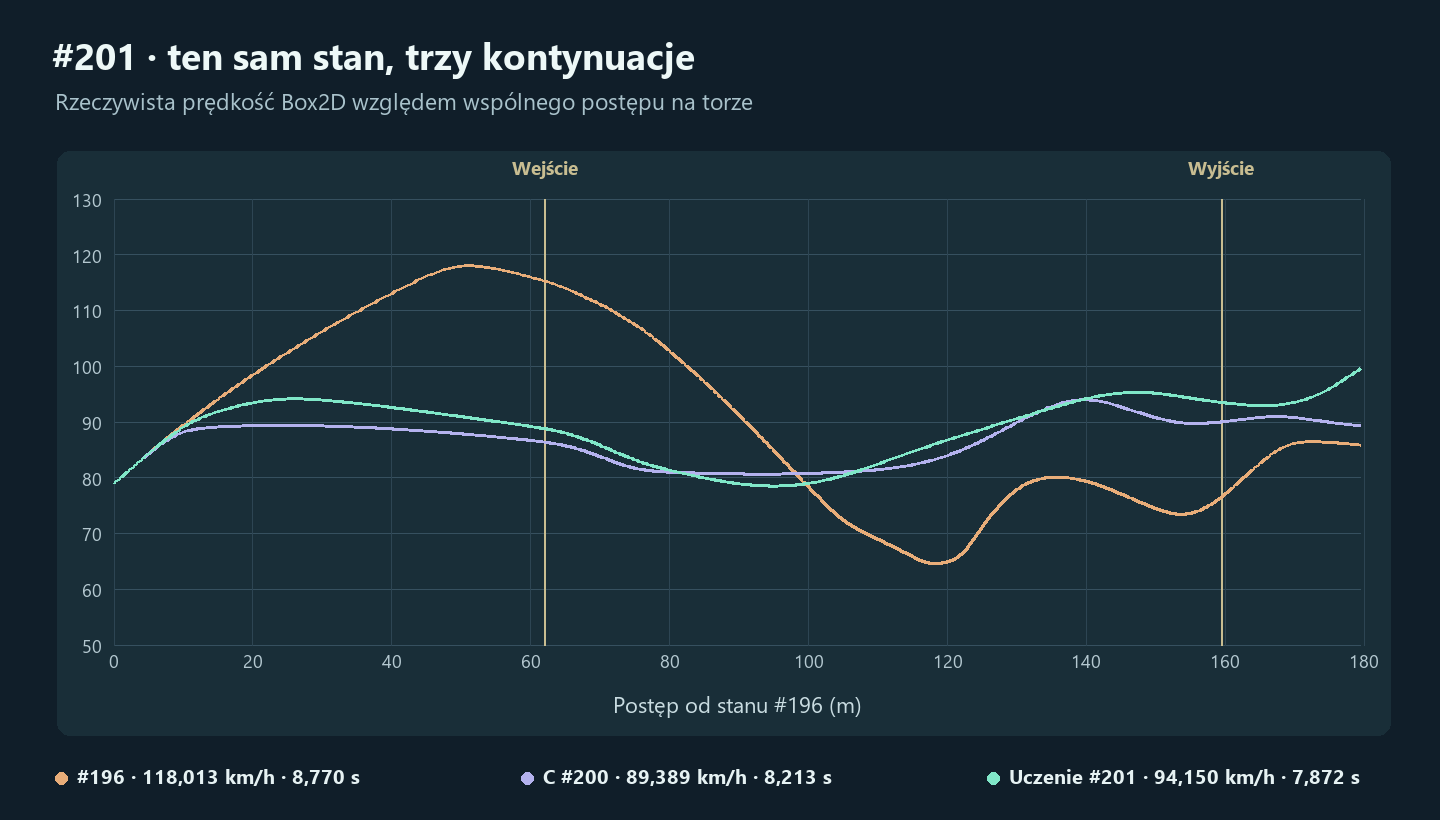 #201 · ten sam stan, trzy kontynuacje
Rzeczywista prędkość Box2D względem wspólnego postępu na torze
Wejście Wyjście
130
120
110
100
90
80
70
60
50
0 20 40 60 80 100 120 140 160 180
Postęp od stanu #196 (m)
#196 · 118,013 km/h · 8,770 s C #200 · 89,389 km/h · 8,213 s Uczenie #201 · 94,150 km/h · 7,872 s